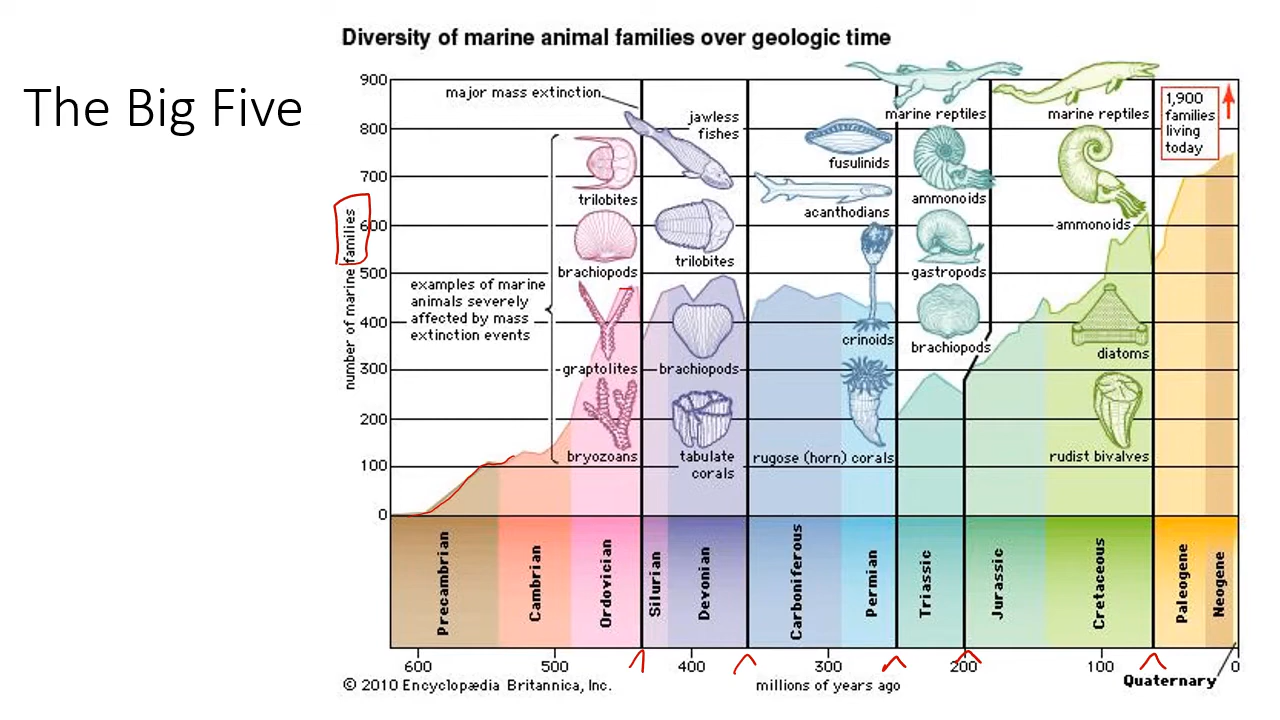 The Big Five
Diversity of marine animal families over geologic time
number of marine families
900
800
700
600
500
400
300
200
100
0
major mass extinction
examples of marine
animals severely
affected by mass
extinction events
trilobites
brachiopods
graptolites
bryozoans
jawless
fishes
trilobites
brachiopods
tabulate
corals
fusulinids
acanthodians
crinoids
rugose (horn) corals
marine reptiles
ammonoids
gastropods
brachiopods
marine reptiles
ammonoids
diatoms
rudist bivalves
1,900
families
living
today
Precambrian
Cambrian
Ordovician
Silurian
Devonian
Carboniferous
Permian
Triassic
Jurassic
Cretaceous
Paleogene
Neogene
600 500 400 300 200 100 0
Quaternary
© 2010 Encyclopædia Britannica, Inc.
millions of years ago